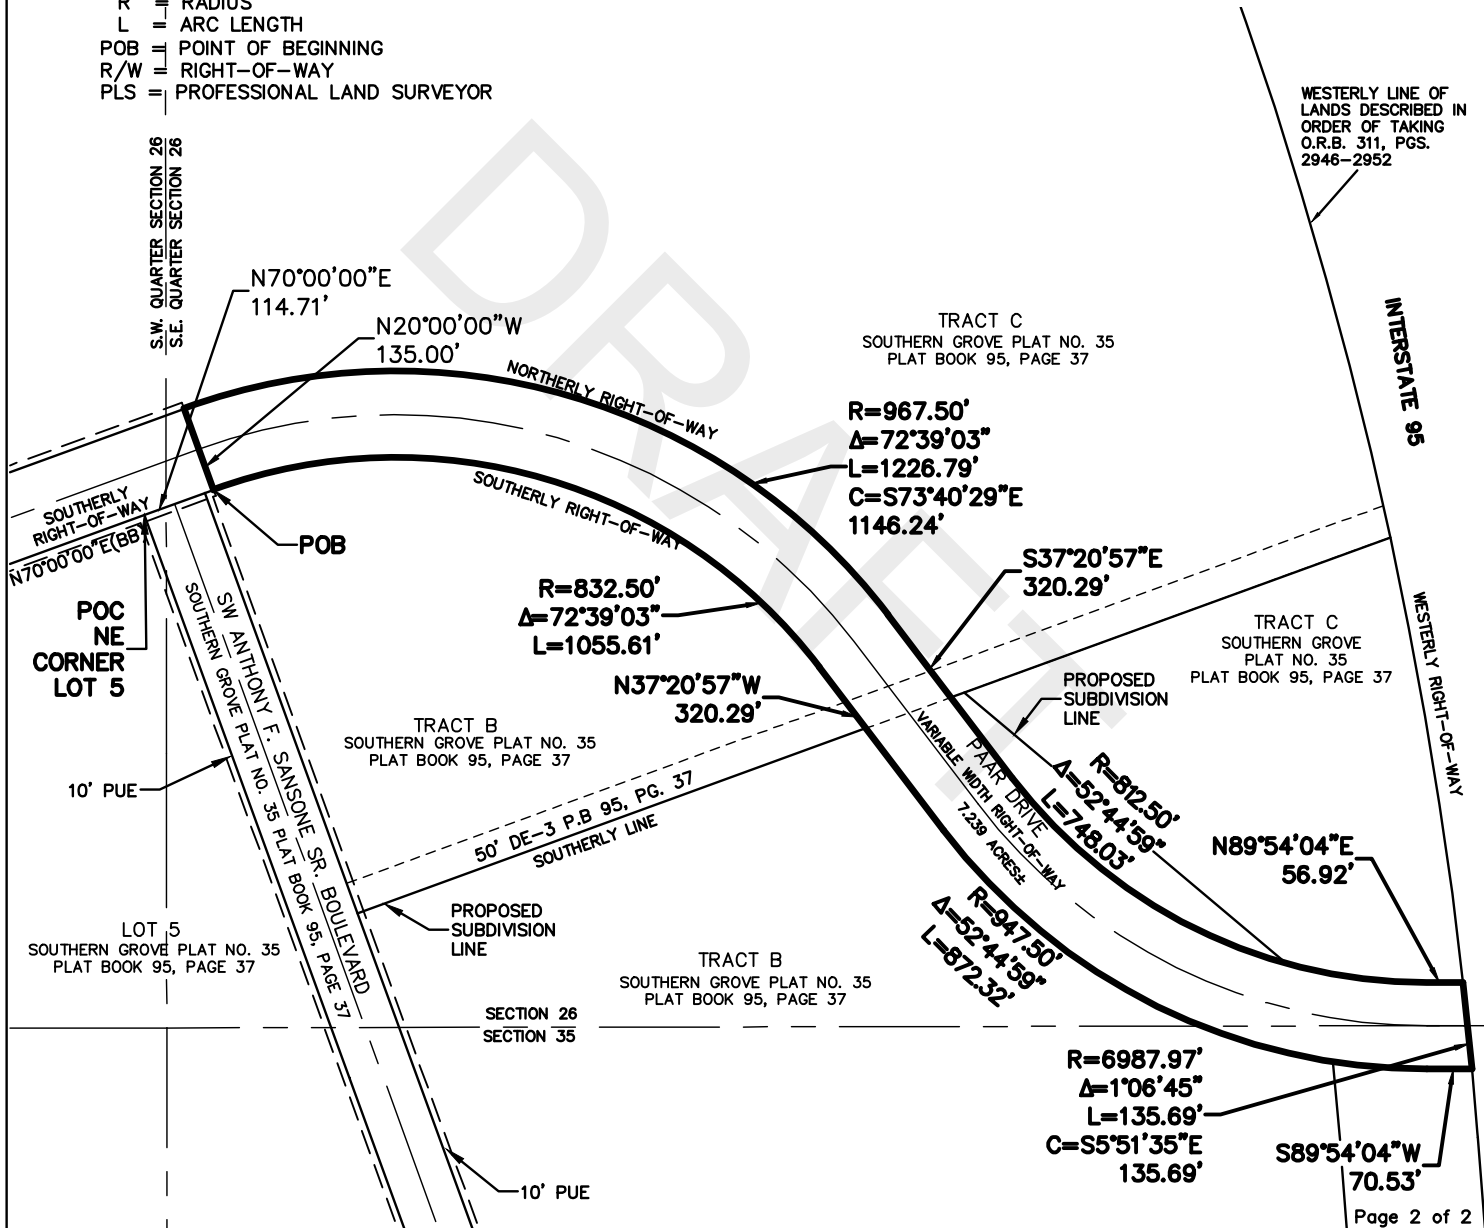 R = RADIUS
L = ARC LENGTH
POB = POINT OF BEGINNING
R/W = RIGHT-OF-WAY
PLS = PROFESSIONAL LAND SURVEYOR
S.W. QUARTER SECTION 26
S.E. QUARTER SECTION 26
WESTERLY LINE OF
LANDS DESCRIBED IN
ORDER OF TAKING
O.R.B. 311, PGS.
2946-2952
INTERSTATE 95
WESTERLY RIGHT-OF-WAY
DRAFT
N70°00'00"E
114.71'
N20°00'00"W
135.00'
NORTHERLY RIGHT-OF-WAY
SOUTHERLY RIGHT-OF-WAY
TRACT C
SOUTHERN GROVE PLAT NO. 35
PLAT BOOK 95, PAGE 37
R=967.50'
Δ=72°39'03"
L=1226.79'
C=S73°40'29"E
1146.24'
SOUTHERLY
RIGHT-OF-WAY
N70°00'00"E(BB)
POB
POC
NE
CORNER
LOT 5
R=832.50'
Δ=72°39'03"
L=1055.61'
S37°20'57"E
320.29'
N37°20'57"W
320.29'
TRACT C
SOUTHERN GROVE
PLAT NO. 35
PLAT BOOK 95, PAGE 37
PROPOSED
SUBDIVISION
LINE
SW ANTHONY F. SANSONE SR. BOULEVARD
SOUTHERN GROVE PLAT NO. 35 PLAT BOOK 95, PAGE 37
TRACT B
SOUTHERN GROVE PLAT NO. 35
PLAT BOOK 95, PAGE 37
10' PUE
50' DE-3 P.B 95, PG. 37
SOUTHERLY LINE
PAAR DRIVE
VARIABLE WIDTH RIGHT-OF-WAY
7.239 ACRES±
R=812.50'
Δ=52°44'59"
L=748.03'
N89°54'04"E
56.92'
PROPOSED
SUBDIVISION
LINE
LOT 5
SOUTHERN GROVE PLAT NO. 35
PLAT BOOK 95, PAGE 37
R=947.50'
Δ=52°44'59"
L=872.32'
TRACT B
SOUTHERN GROVE PLAT NO. 35
PLAT BOOK 95, PAGE 37
SECTION 26
SECTION 35
R=6987.97'
Δ=1°06'45"
L=135.69'
C=S5°51'35"E
135.69'
S89°54'04"W
70.53'
10' PUE
Page 2 of 2